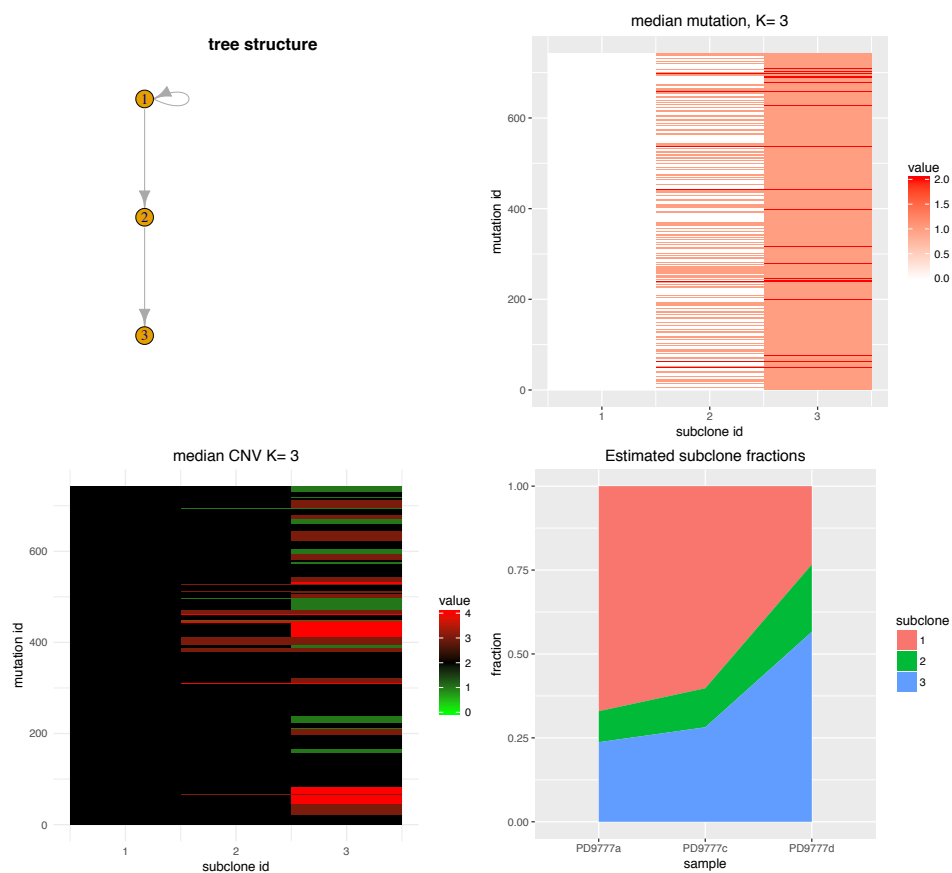 tree structure
1
2
3
median mutation, K= 3
mutation id
600
400
200
0
1 2 3
subclone id
value
2.0
1.5
1.0
0.5
0.0
median CNV K= 3
mutation id
600
400
200
0
1 2 3
subclone id
value
4
3
2
1
0
Estimated subclone fractions
fraction
1.00
0.75
0.50
0.25
0.00
PD9777a PD9777c PD9777d
sample
subclone
1
2
3